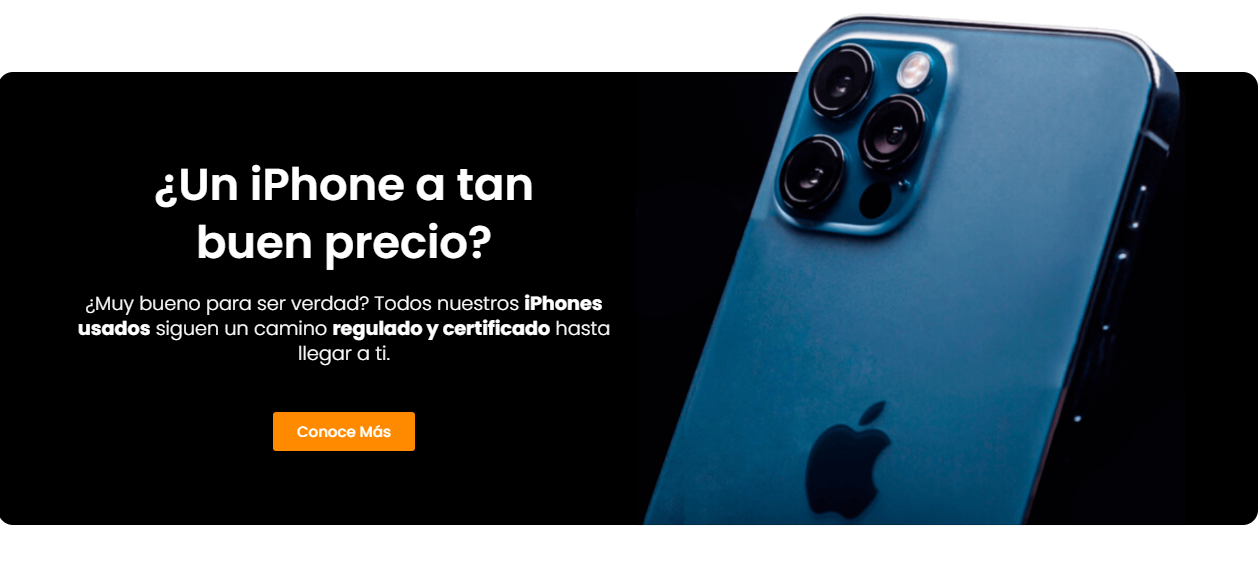 ¿Un iPhone a tan
buen precio?
¿Muy bueno para ser verdad? Todos nuestros iPhones
usados siguen un camino regulado y certificado hasta
llegar a ti.
Conoce Más